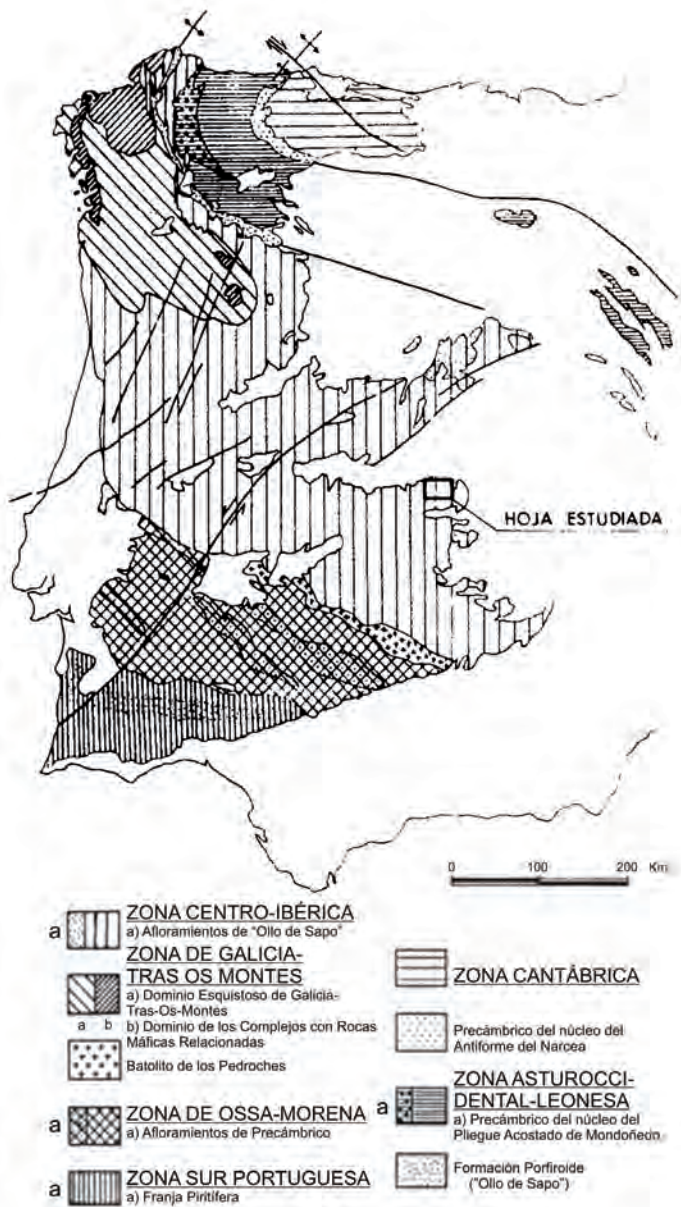 HOJA ESTUDIADA
0 100 200 Km
a ZONA CENTRO-IBÉRICA
a) Afloramientos de "Ollo de Sapo"
ZONA DE GALICIA-
TRAS OS MONTES
a) Dominio Esquistoso de Galicia-
Tras-Os-Montes
a b b) Dominio de los Complejos con Rocas
Máficas Relacionadas
Batolito de los Pedroches
a ZONA DE OSSA-MORENA
a) Afloramientos de Precámbrico
a ZONA SUR PORTUGUESA
a) Franja Piritífera
ZONA CANTÁBRICA
Precámbrico del núcleo del
Antiforme del Narcea
a ZONA ASTUROCCI-
DENTAL-LEONESA
a) Precámbrico del núcleo del
Pliegue Acostado de Mondoñedo
Formación Porfiroide
("Ollo de Sapo")